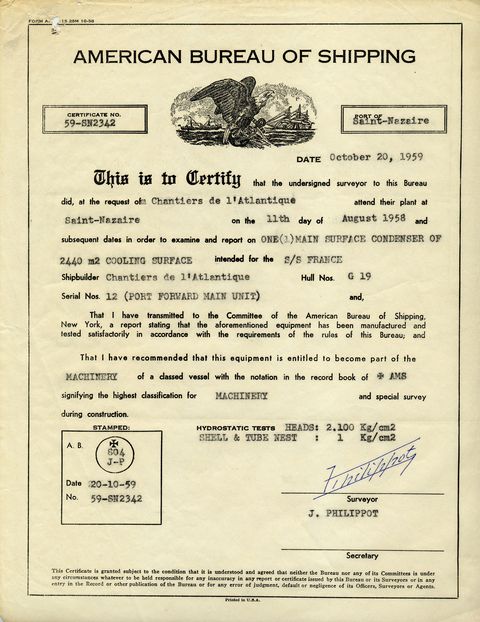 FORM A 15 25M 10-58
AMERICAN BUREAU OF SHIPPING
CERTIFICATE NO.
59-SN2342
PORT OF
Saint-Nazaire
DATE October 20, 1959
This is to Certify that the undersigned surveyor to this Bureau
did, at the request of Chantiers de l'Atlantique attend their plant at
Saint-Nazaire on the 11th day of August 1958 and
subsequent dates in order to examine and report on ONE(1)MAIN SURFACE CONDENSER OF
2440 m2 COOLING SURFACE intended for the S/S FRANCE
Shipbuilder Chantiers de l'Atlantique Hull Nos. G 19
Serial Nos. 12 (PORT FORWARD MAIN UNIT) and,
That I have transmitted to the Committee of the American Bureau of Shipping,
New York, a report stating that the aforementioned equipment has been manufactured and
tested satisfactorily in accordance with the requirements of the rules of this Bureau; and
That I have recommended that this equipment is entitled to become part of the
MACHINERY of a classed vessel with the notation in the record book of ✠ AMS
signifying the highest classification for MACHINERY and special survey
during construction.
STAMPED:
A. B.
✠
804
J-P
Date 20-10-59
No. 59-SN2342
HYDROSTATIC TESTS HEADS: 2.100 Kg/cm2
SHELL & TUBE NEST : 1 Kg/cm2
J. Philippot
Surveyor
J. PHILIPPOT
Secretary
This Certificate is granted subject to the condition that it is understood and agreed that neither the Bureau nor any of its Committees is under
any circumstances whatever to be held responsible for any inaccuracy in any report or certificate issued by this Bureau or its Surveyors or in any
entry in the Record or other publication of the Bureau or for any error of judgment, default or negligence of its Officers, Surveyors or Agents.
Printed in U.S.A.